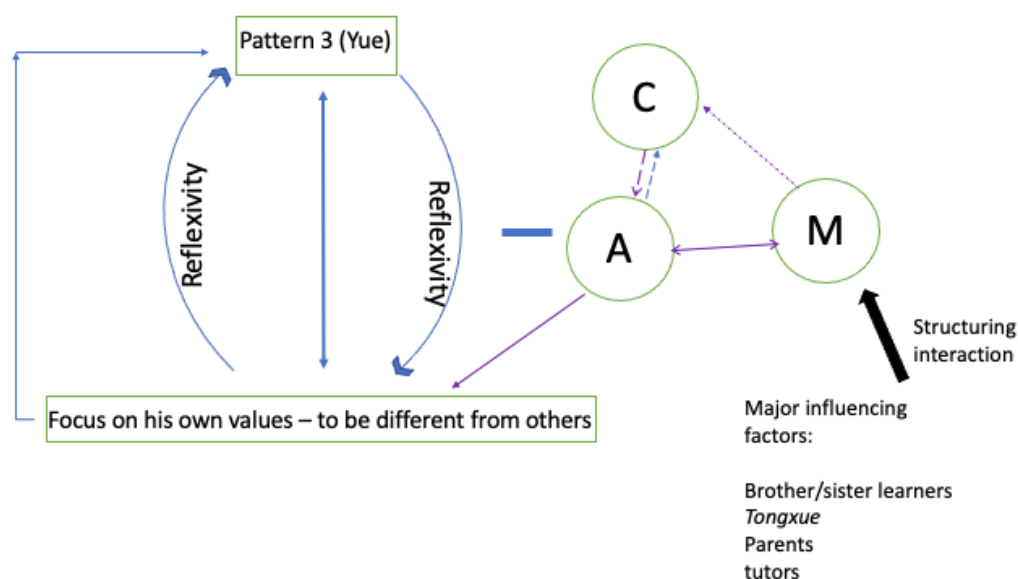 Pattern 3 (Yue)
C
Reflexivity
Reflexivity
A
M
Structuring
interaction
Focus on his own values – to be different from others
Major influencing
factors:
Brother/sister learners
Tongxue
Parents
tutors